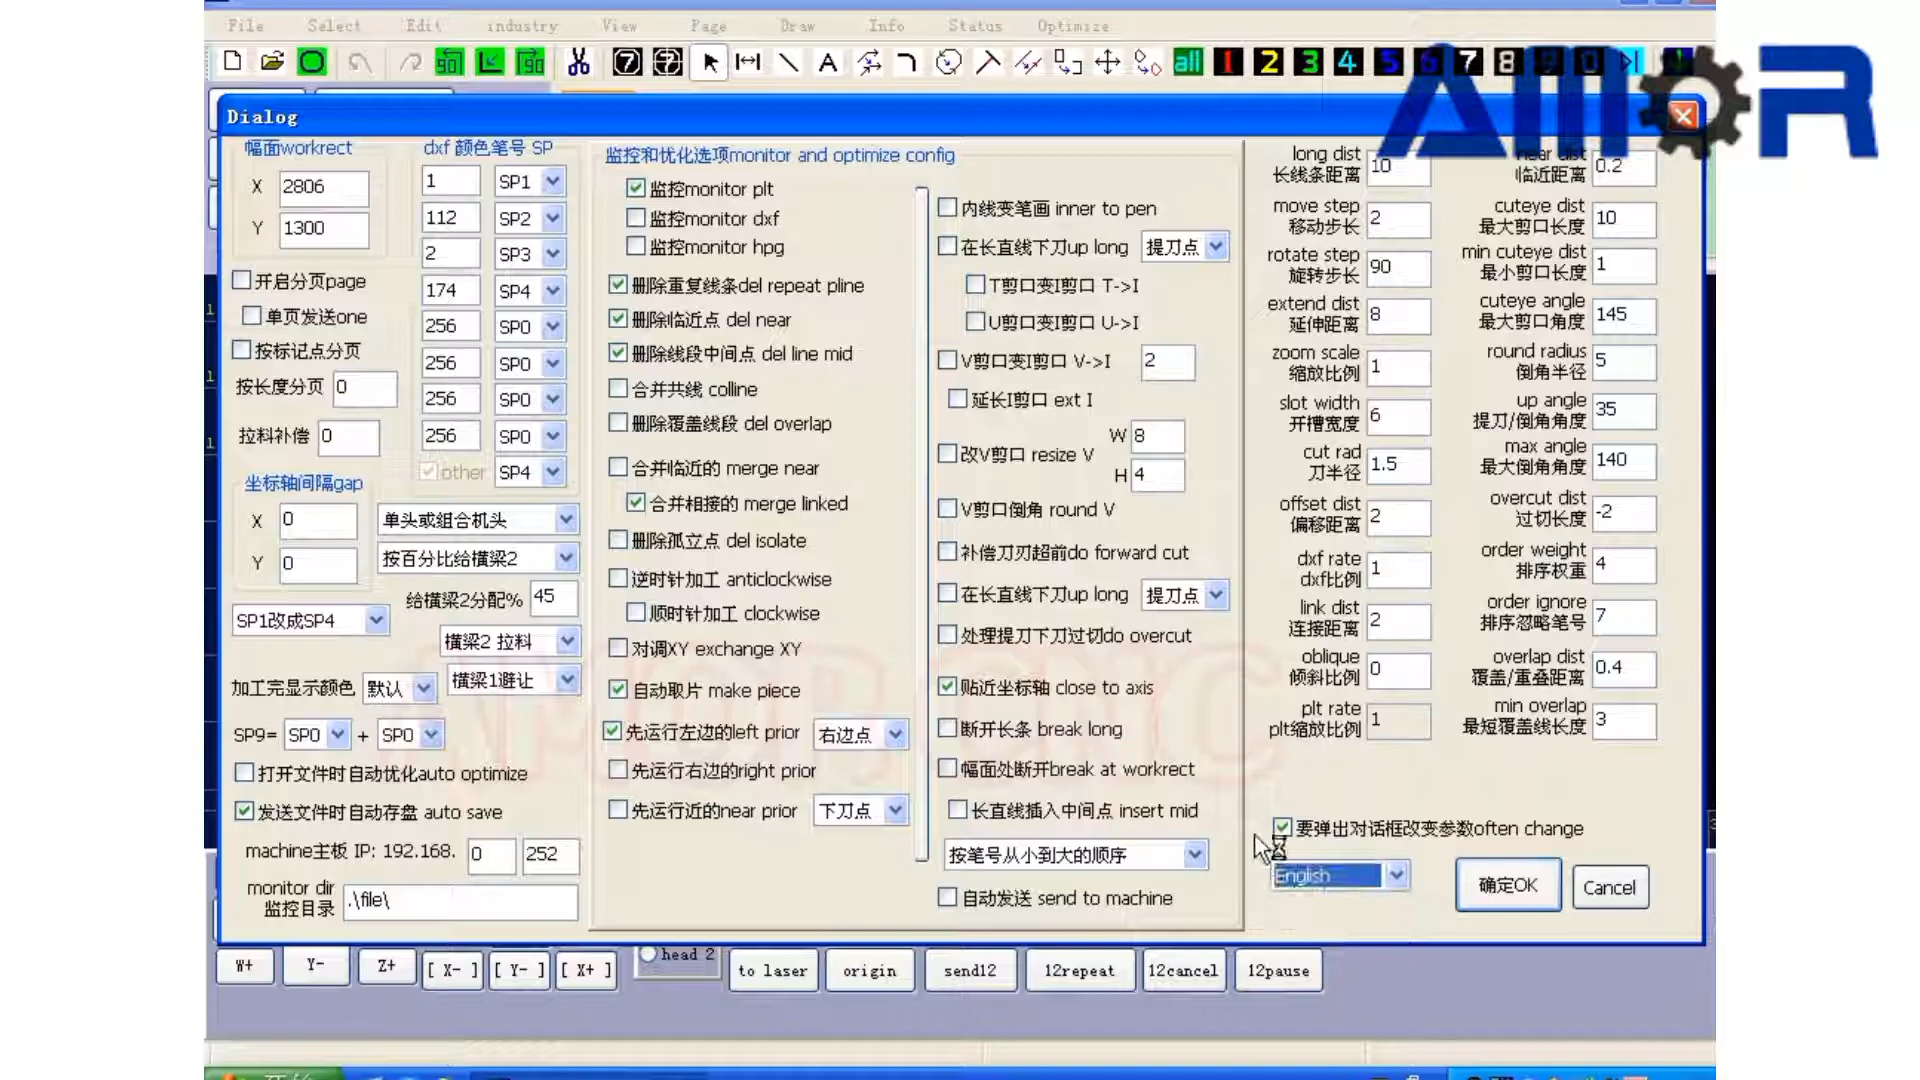 File Select Edit industry View Page Draw Info Status Optimize
all 1 2 3 4 5 6 7 8 9 0
AMOR
Dialog
幅面workrect
X 2806
Y 1300
开启分页page
单页发送one
按标记点分页
按长度分页 0
拉料补偿 0
坐标轴间隔gap
X 0
Y 0
SP1改成SP4
dxf 颜色笔号 SP
1 SP1
112 SP2
2 SP3
174 SP4
256 SP0
256 SP0
256 SP0
256 SP0
other SP4
单头或组合机头
按百分比给横梁2
给横梁2分配% 45
横梁2 拉料
横梁1避让
加工完显示颜色 默认
SP9= SP0 + SP0
打开文件时自动优化auto optimize
发送文件时自动存盘 auto save
machine主板 IP: 192.168. 0 252
monitor dir
监控目录 .\file\
监控和优化选项monitor and optimize config
监控monitor plt
监控monitor dxf
监控monitor hpg
删除重复线条del repeat pline
删除临近点 del near
删除线段中间点 del line mid
合并共线 colline
删除覆盖线段 del overlap
合并临近的 merge near
合并相接的 merge linked
删除孤立点 del isolate
逆时针加工 anticlockwise
顺时针加工 clockwise
对调XY exchange XY
自动取片 make piece
先运行左边的left prior 右边点
先运行右边的right prior
先运行近的near prior 下刀点
内线变笔画 inner to pen
在长直线下刀up long 提刀点
T剪口变I剪口 T->I
U剪口变I剪口 U->I
V剪口变I剪口 V->I 2
延长I剪口 ext I
改V剪口 resize V W 8
H 4
V剪口倒角 round V
补偿刀刃超前do forward cut
在长直线下刀up long 提刀点
处理提刀下刀过切do overcut
贴近坐标轴 close to axis
断开长条 break long
幅面处断开break at workrect
长直线插入中间点 insert mid
按笔号从小到大的顺序
自动发送 send to machine
long dist
长线条距离 10
move step
移动步长 2
rotate step
旋转步长 90
extend dist
延伸距离 8
zoom scale
缩放比例 1
slot width
开槽宽度 6
cut rad
刀半径 1.5
offset dist
偏移距离 2
dxf rate
dxf比例 1
link dist
连接距离 2
oblique
倾斜比例 0
plt rate
plt缩放比例 1
near dist
临近距离 0.2
cuteye dist
最大剪口长度 10
min cuteye dist
最小剪口长度 1
cuteye angle
最大剪口角度 145
round radius
倒角半径 5
up angle
提刀/倒角角度 35
max angle
最大倒角角度 140
overcut dist
过切长度 -2
order weight
排序权重 4
order ignore
排序忽略笔号 7
overlap dist
覆盖/重叠距离 0.4
min overlap
最短覆盖线长度 3
要弹出对话框改变参数often change
English
确定OK Cancel
AMOR CNC
W+ Y- Z+ [ X- ] [ Y- ] [ X+ ] head 2 to laser origin send12 12repeat 12cancel 12pause